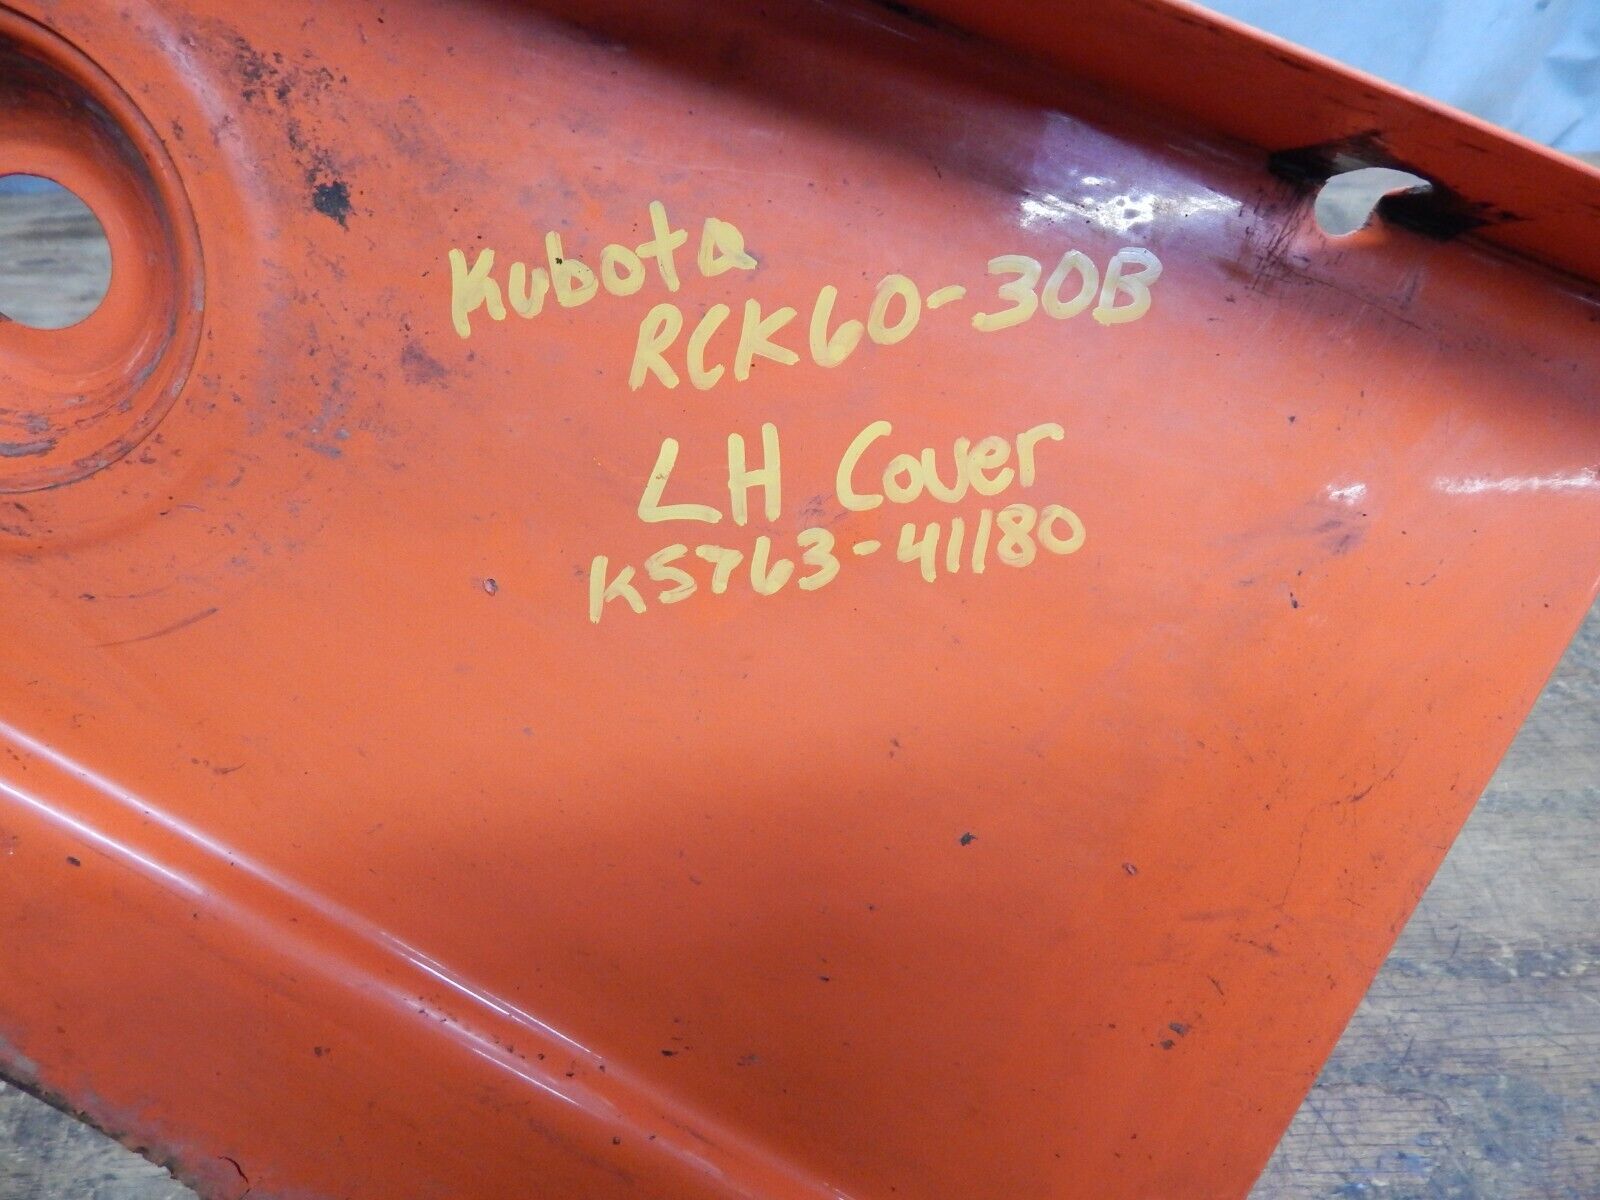 Kubota
RCK60-30B
LH Cover
K5763-41180